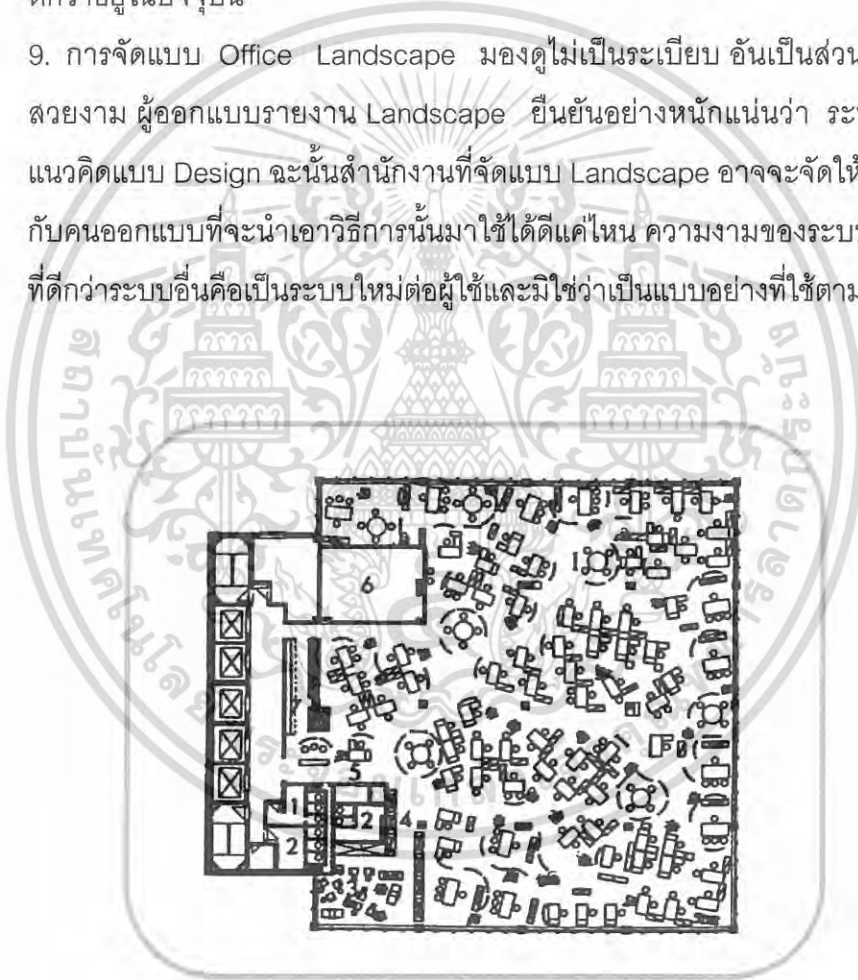 9. การจัดแบบ Office Landscape มองดูไม่เป็นระเบียบ อันเป็นส่วน
สวยงาม ผู้ออกแบบรายงาน Landscape ยืนยันอย่างหนักแน่นว่า
แนวคิดแบบ Design ฉะนั้นสำนักงานที่จัดแบบ Landscape อาจจะจัดให้
กับคนออกแบบที่จะนำเอาวิธีการนั้นมาใช้ได้ดีแค่ไหน ความงามของระบบ
ที่ดีกว่าระบบอื่นคือเป็นระบบใหม่ต่อผู้ใช้และมิใช่ว่าเป็นแบบอย่างที่ใช้ตาม
6
5
1
2
4
2
3